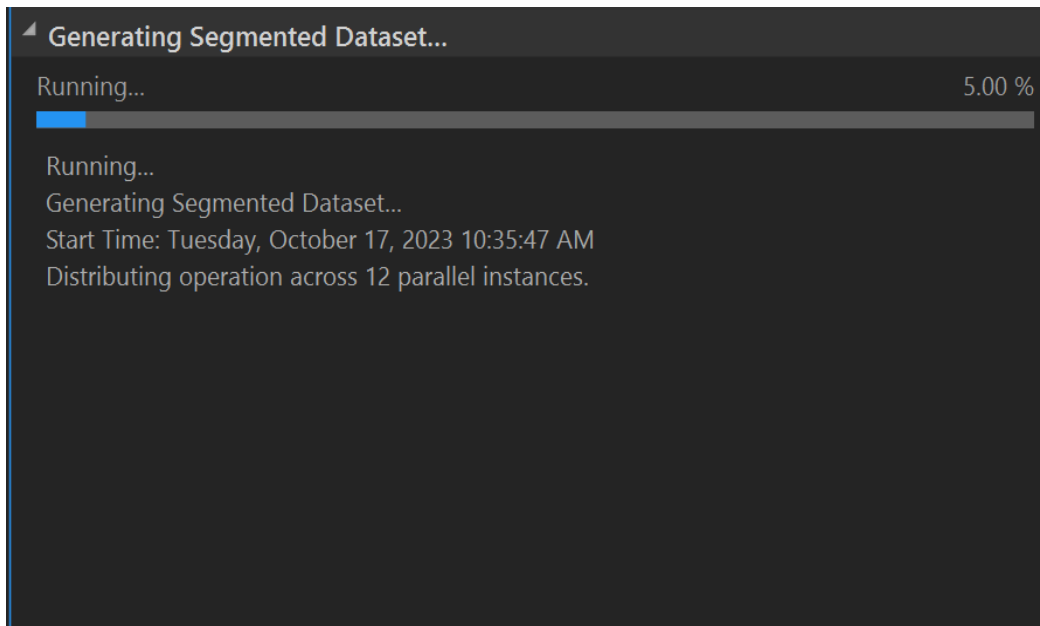 Generating Segmented Dataset...
Running... 5.00 %
Running...
Generating Segmented Dataset...
Start Time: Tuesday, October 17, 2023 10:35:47 AM
Distributing operation across 12 parallel instances.